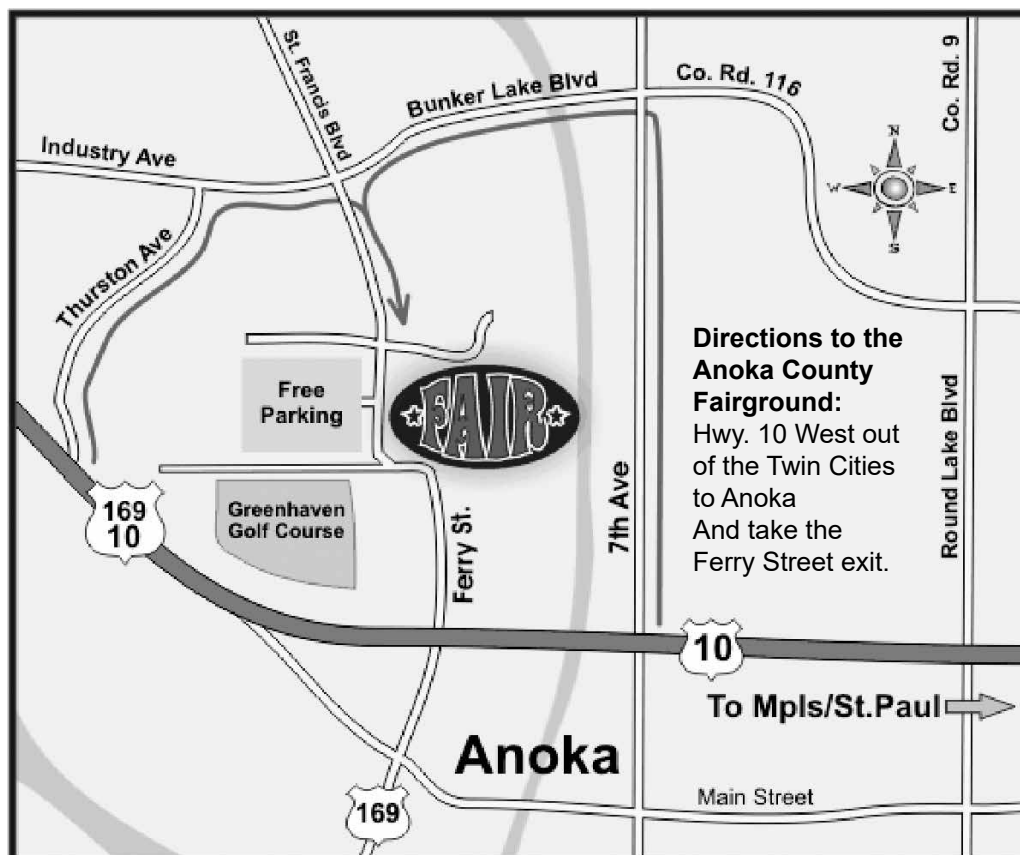 St. Francis Blvd
Bunker Lake Blvd
Co. Rd. 116
Co. Rd. 9
Industry Ave
N
W
E
S
Thurston Ave
Directions to the
Anoka County
Fairground:
Hwy. 10 West out
of the Twin Cities
to Anoka
And take the
Ferry Street exit.
Free
Parking
FAIR
Round Lake Blvd
7th Ave
169
10
Greenhaven
Golf Course
Ferry St.
10
To Mpls/St.Paul
Anoka
169
Main Street